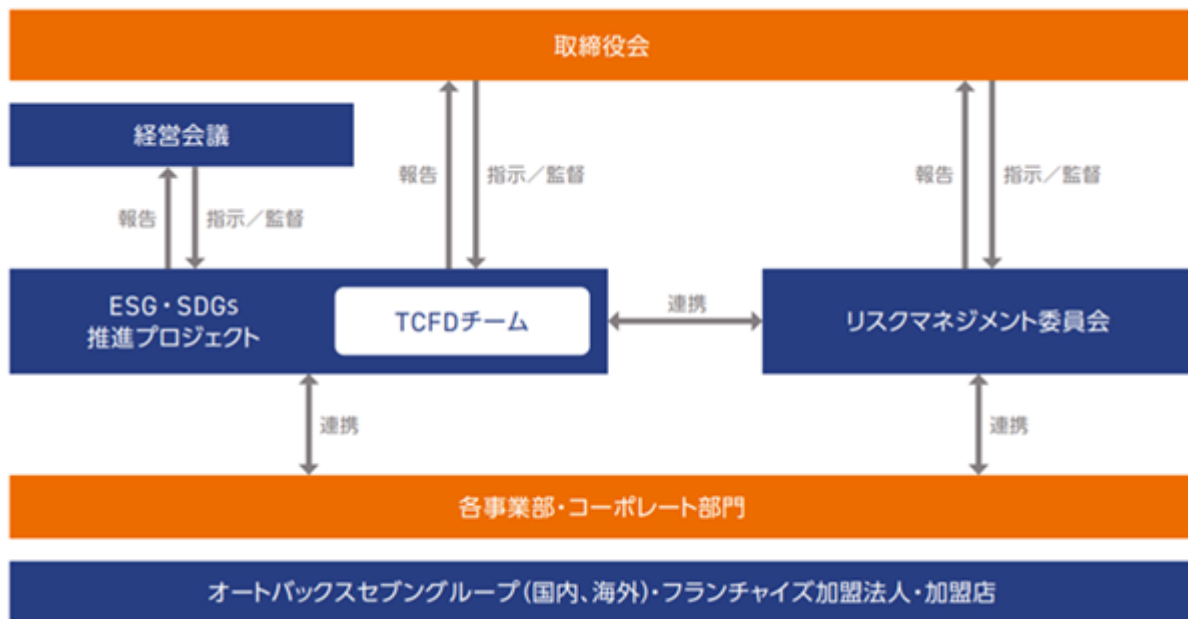 取締役会
経営会議
報告
指示／監督
報告
指示／監督
報告
指示／監督
ESG・SDGs
推進プロジェクト
TCFDチーム
連携
リスクマネジメント委員会
連携
連携
各事業部・コーポレート部門
オートバックスセブングループ（国内、海外）・フランチャイズ加盟法人・加盟店